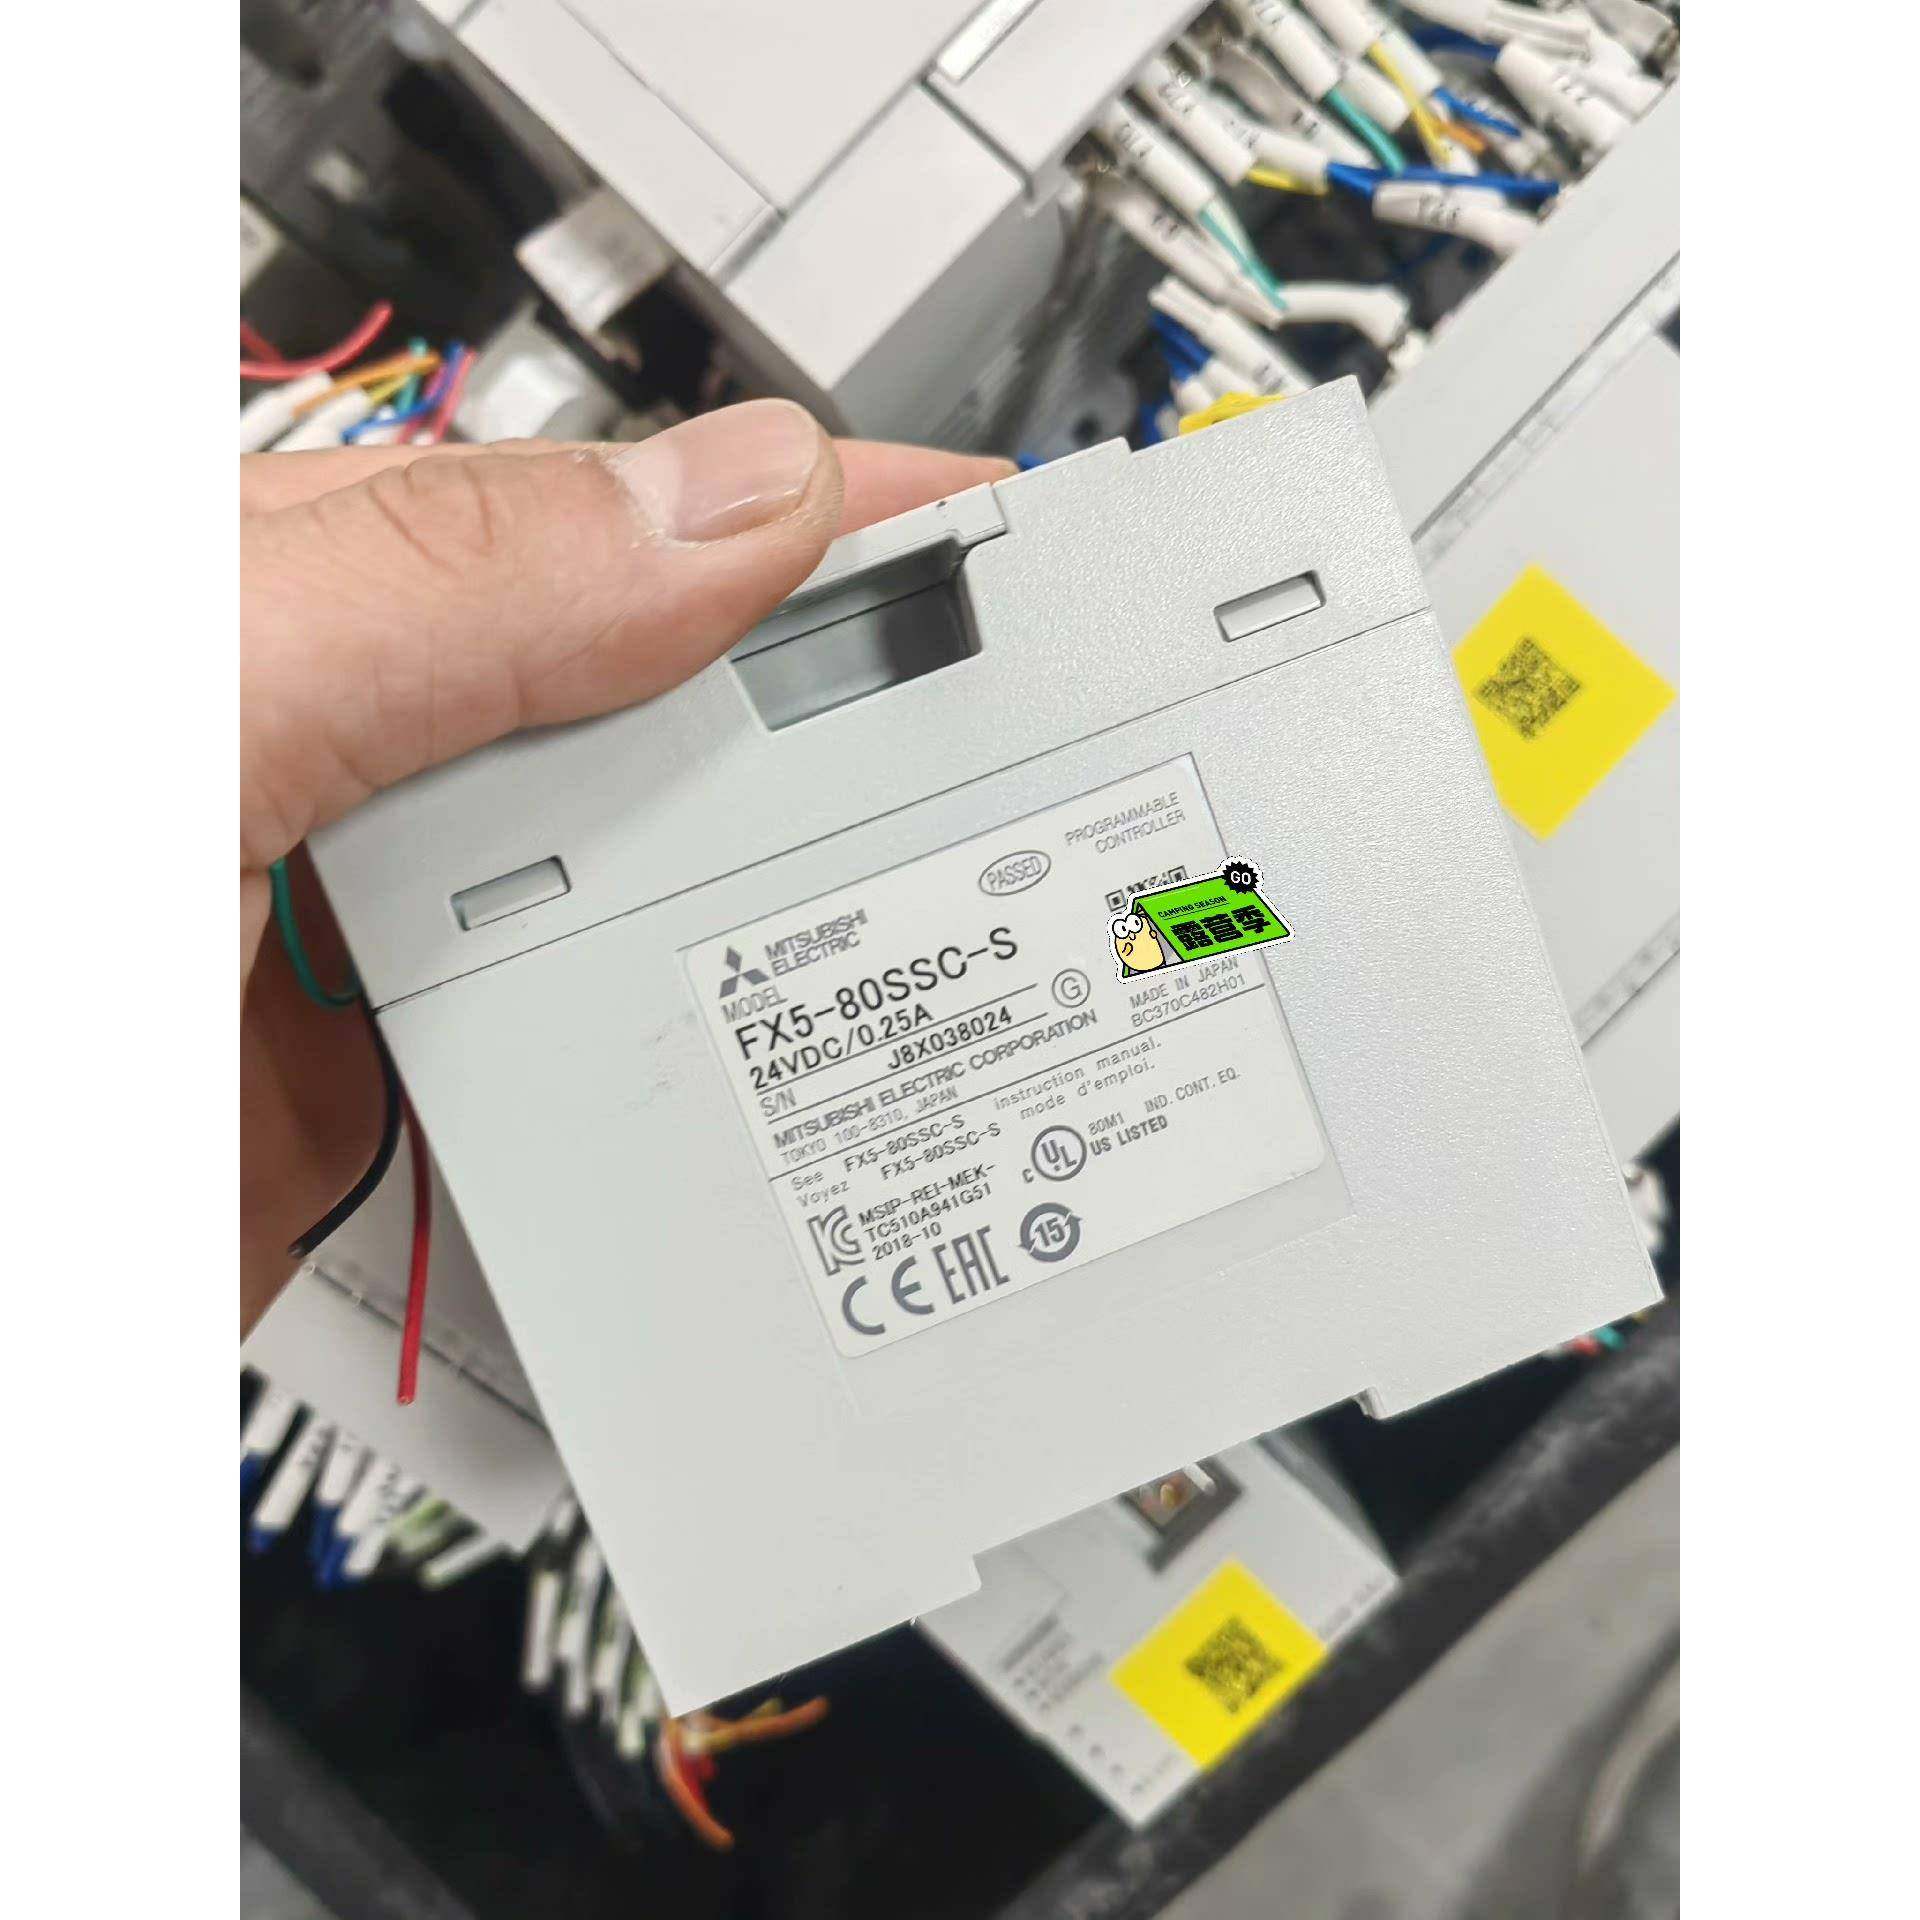 PASSED
PROGRAMMABLE
CONTROLLER
MITSUBISHI
ELECTRIC
MODEL
FX5-80SSC-S
24VDC/0.25A
S/N J8X038024
G
GO
CAMPING SEASON
露营季
MADE IN JAPAN
BC370C482H01
MITSUBISHI ELECTRIC CORPORATION
TOKYO 100-8310, JAPAN
See FX5-80SSC-S instruction manual.
Voyez FX5-80SSC-S mode d'emploi.
MSIP-REI-MEK-
TC510A941G51
2018-10
C UL US LISTED
80M1 IND. CONT. EQ.
CE EAC 15